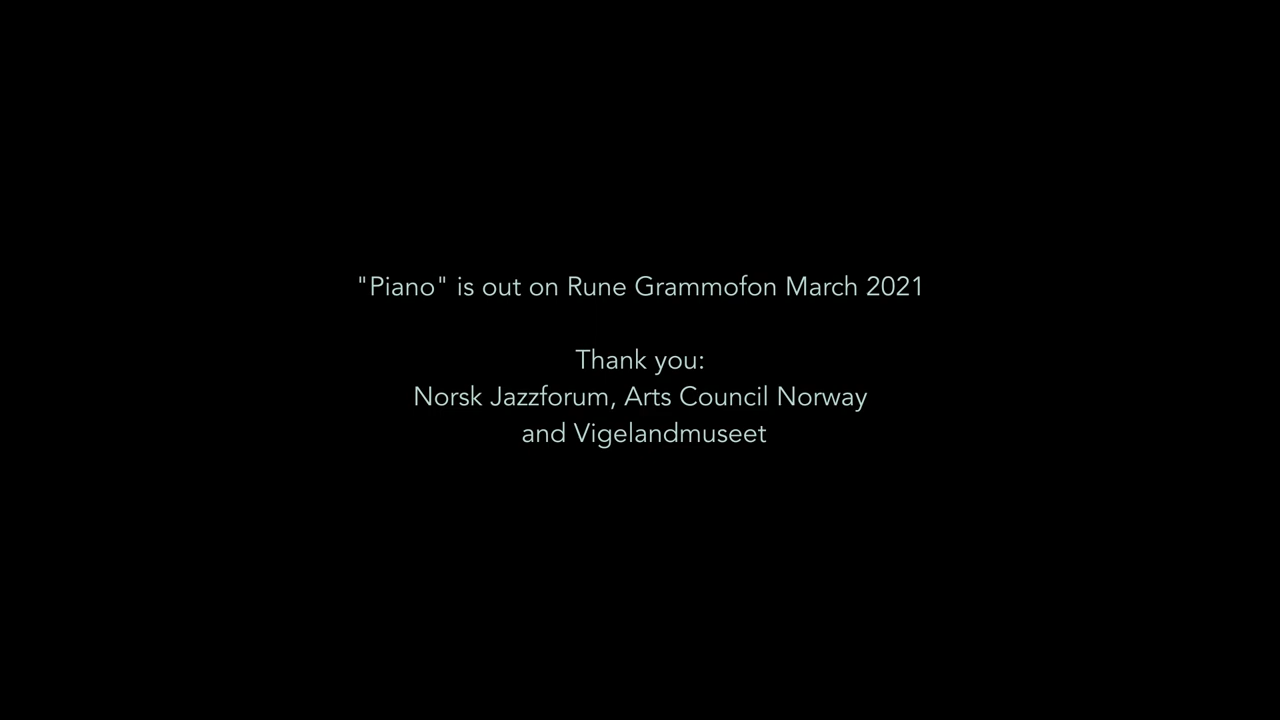 "Piano" is out on Rune Grammofon March 2021
Thank you:
Norsk Jazzforum, Arts Council Norway
and Vigelandmuseet